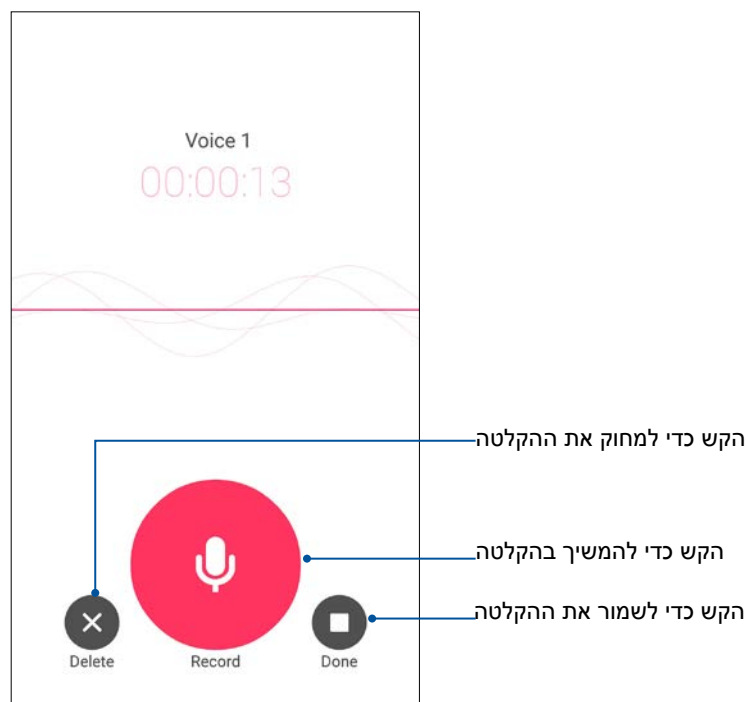 Voice 1
00:00:13
הקש כדי למחוק את ההקלטה
הקש כדי להמשיך בהקלטה
הקש כדי לשמור את ההקלטה
Delete
Record
Done